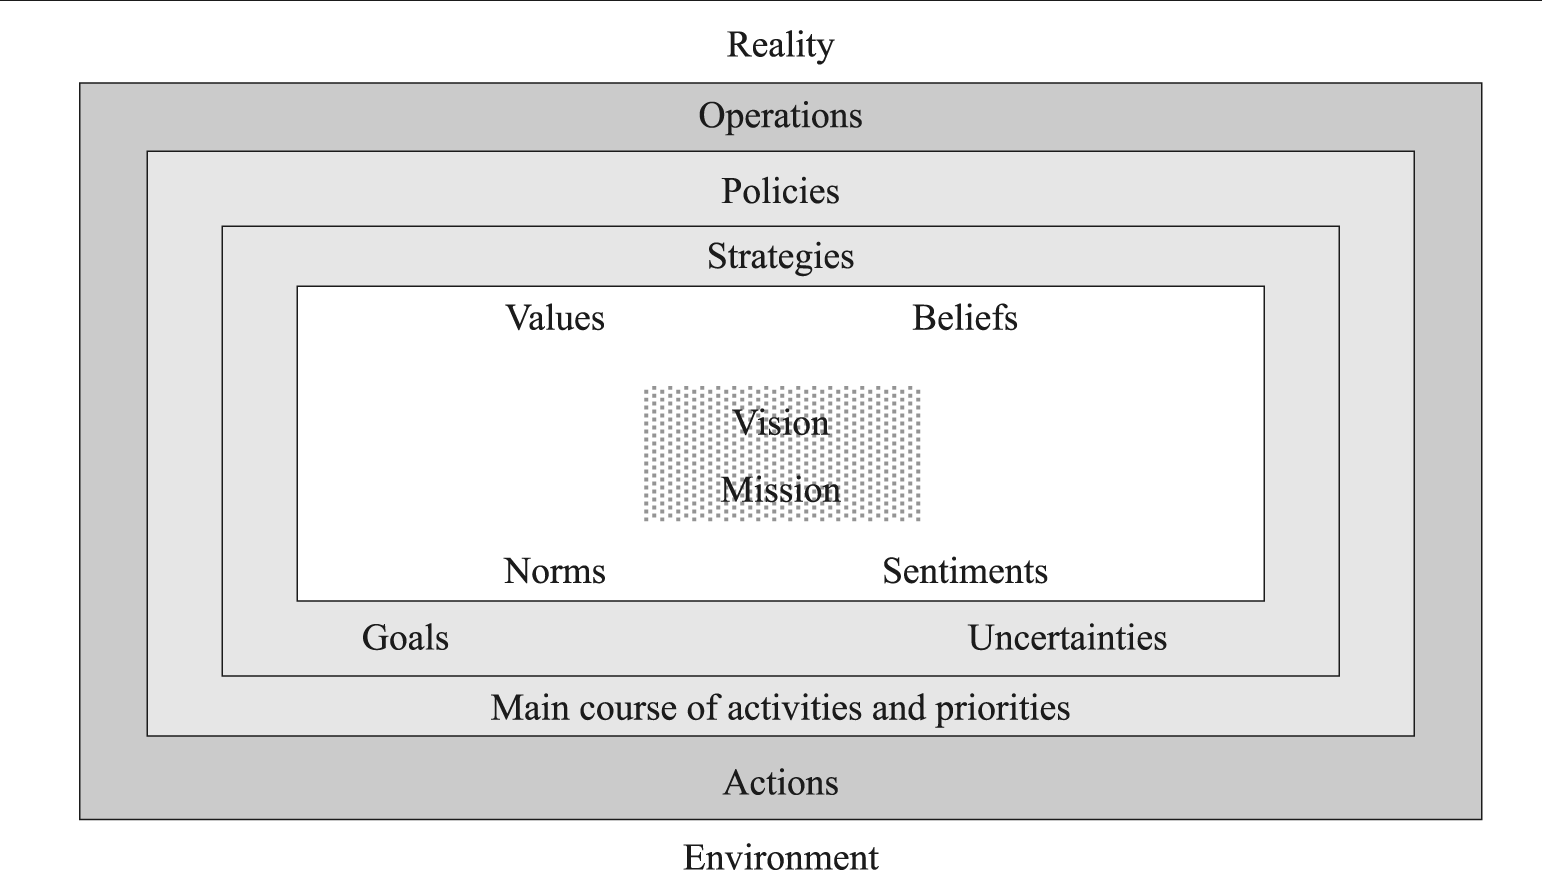 Reality
Operations
Policies
Strategies
Values Beliefs
Vision
Mission
Norms Sentiments
Goals Uncertainties
Main course of activities and priorities
Actions
Environment